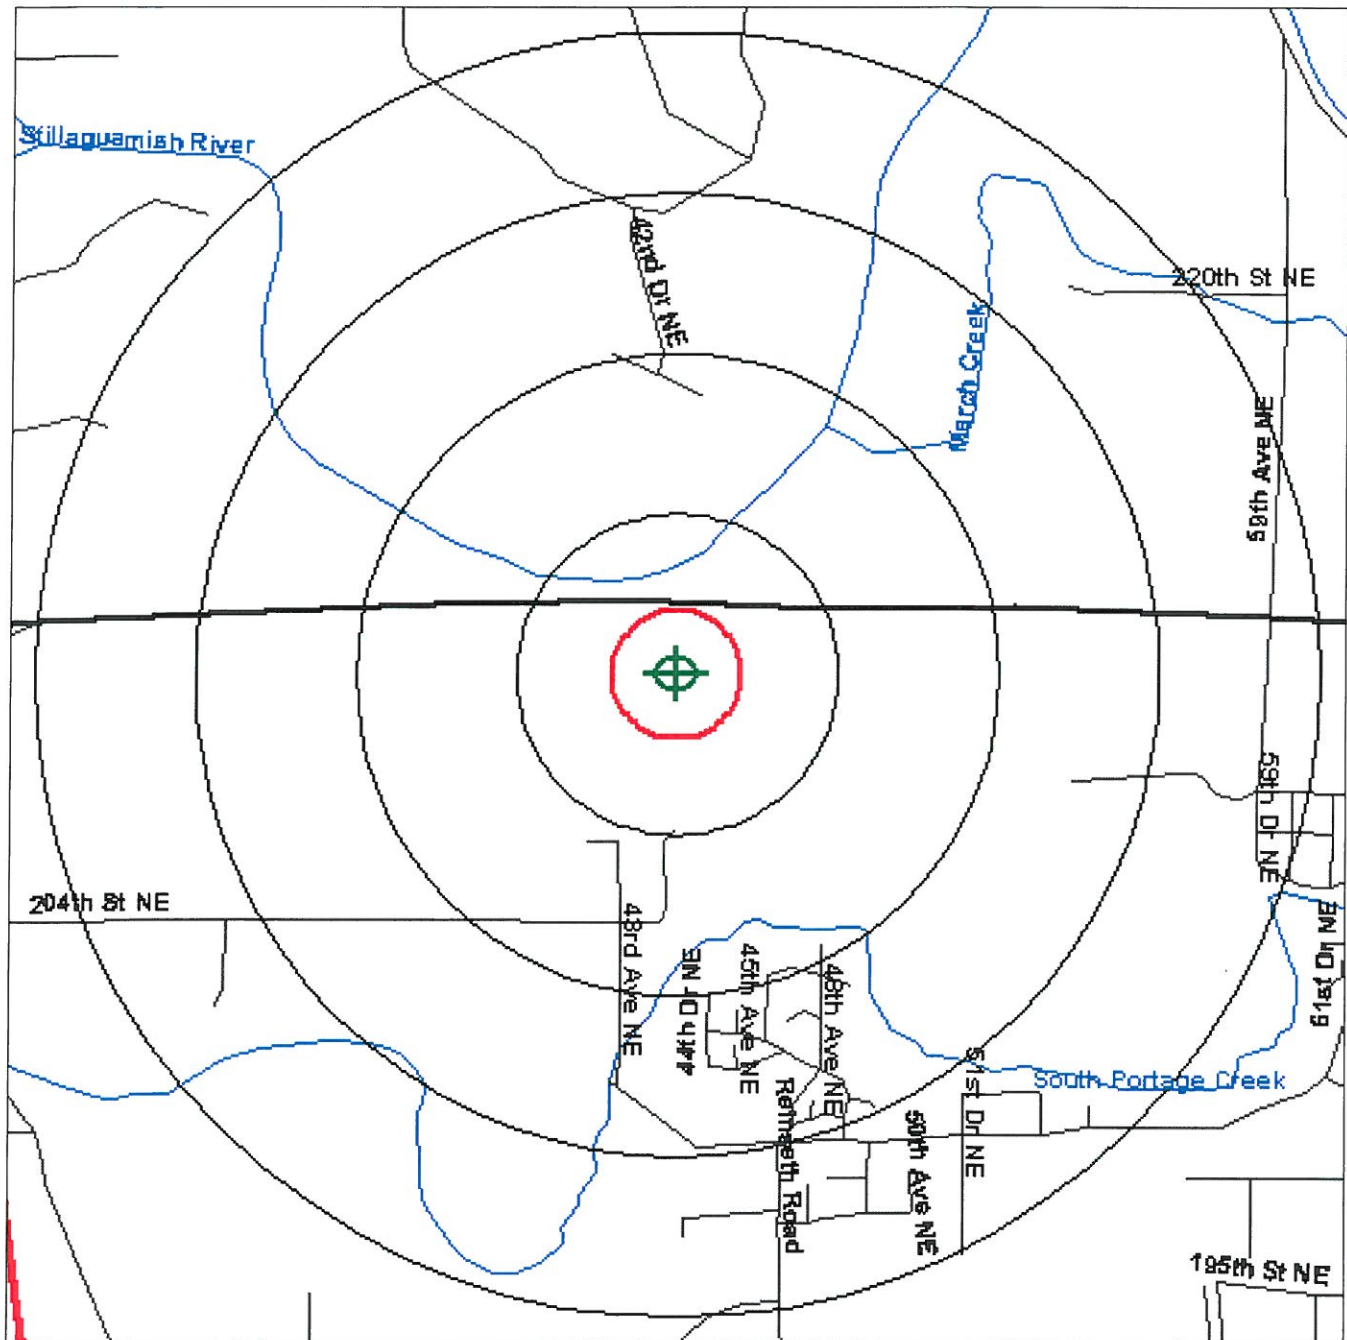 Stillaguamish River
42nd Dr NE
220th St NE
March Creek
59th Ave NE
59th Dr NE
204th St NE
43rd Ave NE
44th Dr NE
45th Ave NE
48th Ave NE
61st Dr NE
51st Dr NE
South Portage Creek
Road
50th Ave NE
195th St NE